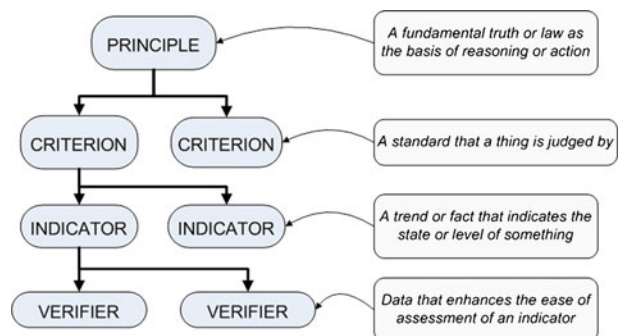 PRINCIPLE
A fundamental truth or law as
the basis of reasoning or action
CRITERION
CRITERION
A standard that a thing is judged by
INDICATOR
INDICATOR
A trend or fact that indicates the
state or level of something
VERIFIER
VERIFIER
Data that enhances the ease of
assessment of an indicator